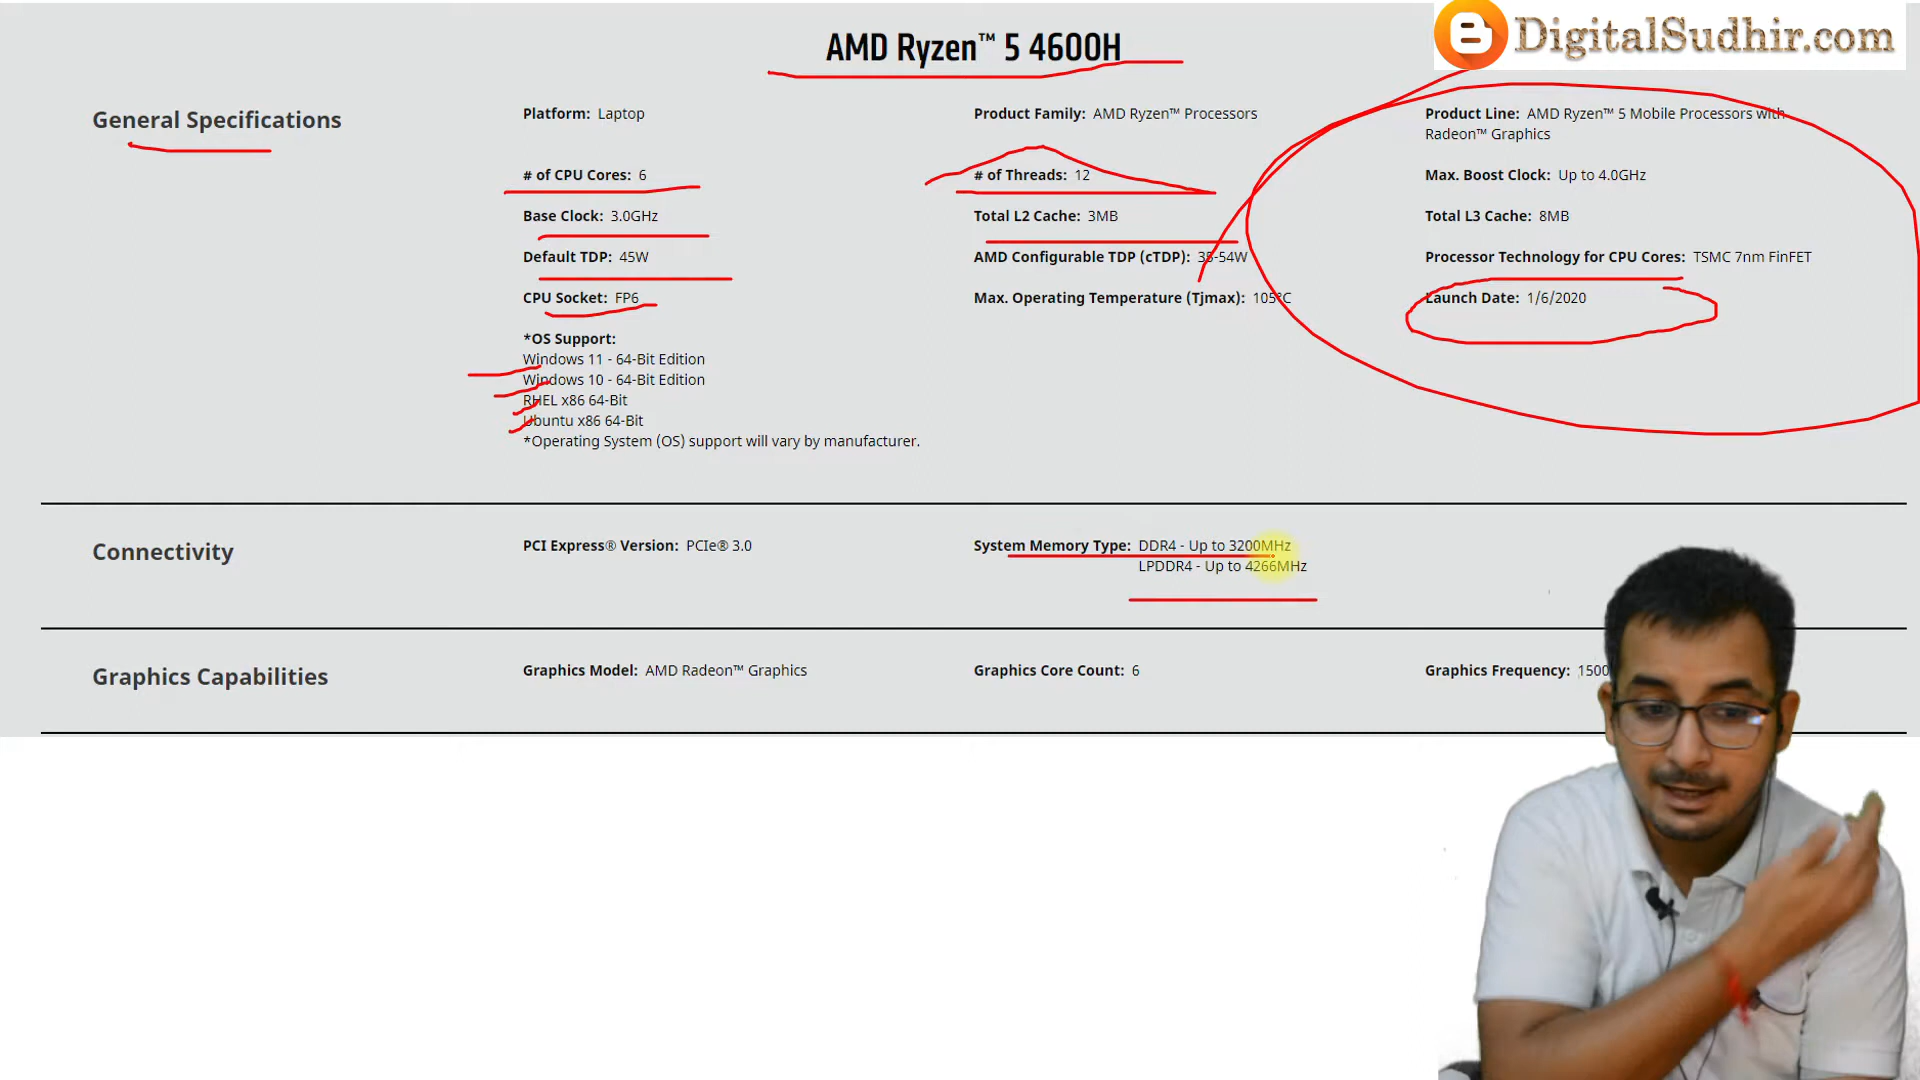 AMD Ryzen™ 5 4600H
DigitalSudhir.com
General Specifications
Platform: Laptop
Product Family: AMD Ryzen™ Processors
Product Line: AMD Ryzen™ 5 Mobile Processors with
Radeon™ Graphics
# of CPU Cores: 6
# of Threads: 12
Max. Boost Clock: Up to 4.0GHz
Base Clock: 3.0GHz
Total L2 Cache: 3MB
Total L3 Cache: 8MB
Default TDP: 45W
AMD Configurable TDP (cTDP): 35-54W
Processor Technology for CPU Cores: TSMC 7nm FinFET
CPU Socket: FP6
Max. Operating Temperature (Tjmax): 105°C
Launch Date: 1/6/2020
*OS Support:
Windows 11 - 64-Bit Edition
Windows 10 - 64-Bit Edition
RHEL x86 64-Bit
Ubuntu x86 64-Bit
*Operating System (OS) support will vary by manufacturer.
Connectivity
PCI Express® Version: PCIe® 3.0
System Memory Type: DDR4 - Up to 3200MHz
LPDDR4 - Up to 4266MHz
Graphics Capabilities
Graphics Model: AMD Radeon™ Graphics
Graphics Core Count: 6
Graphics Frequency: 1500